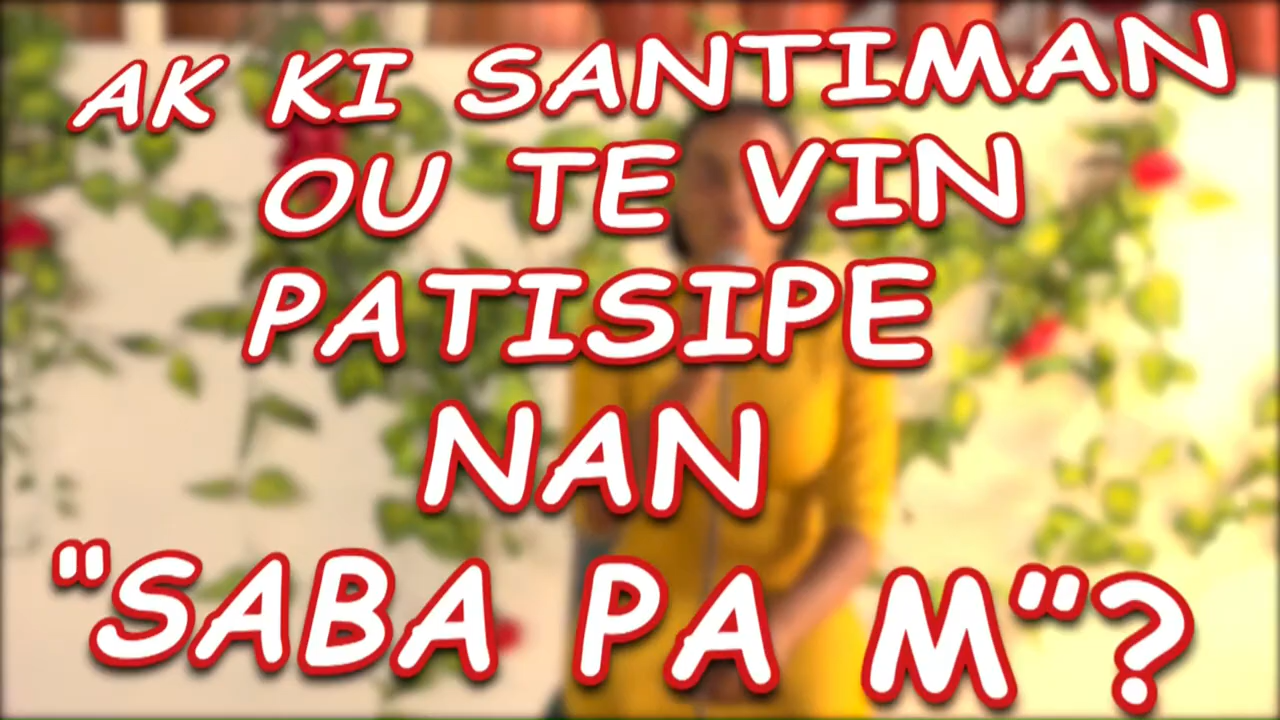 AK KI SANTIMAN
OU TE VIN
PATISIPE
NAN
"SABA PA M"?